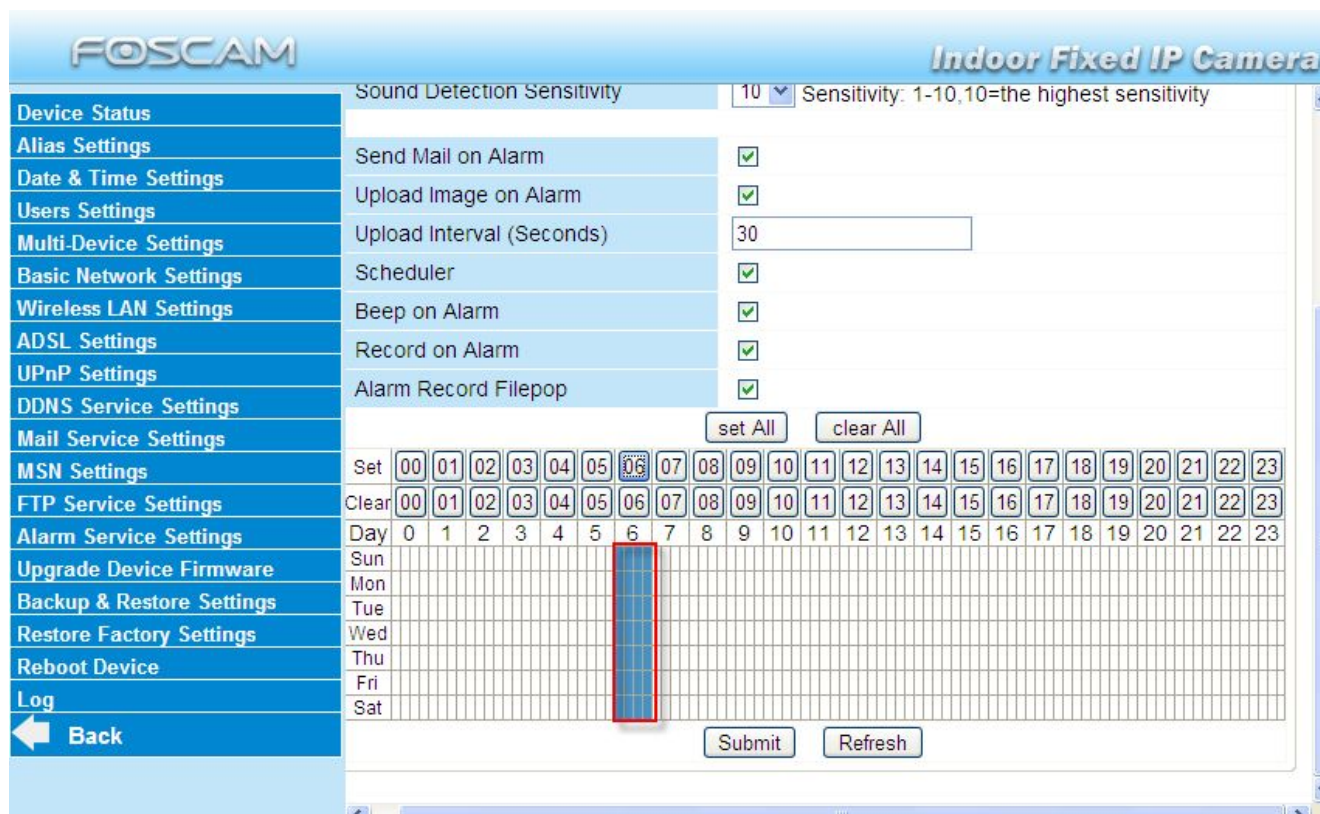 FOSCAM
Indoor Fixed IP Camera
Device Status
Alias Settings
Date & Time Settings
Users Settings
Multi-Device Settings
Basic Network Settings
Wireless LAN Settings
ADSL Settings
UPnP Settings
DDNS Service Settings
Mail Service Settings
MSN Settings
FTP Service Settings
Alarm Service Settings
Upgrade Device Firmware
Backup & Restore Settings
Restore Factory Settings
Reboot Device
Log
Back
Sound Detection Sensitivity 10 Sensitivity: 1-10,10=the highest sensitivity
Send Mail on Alarm
Upload Image on Alarm
Upload Interval (Seconds) 30
Scheduler
Beep on Alarm
Record on Alarm
Alarm Record Filepop
set All clear All
Set 00 01 02 03 04 05 06 07 08 09 10 11 12 13 14 15 16 17 18 19 20 21 22 23
Clear 00 01 02 03 04 05 06 07 08 09 10 11 12 13 14 15 16 17 18 19 20 21 22 23
Day 0 1 2 3 4 5 6 7 8 9 10 11 12 13 14 15 16 17 18 19 20 21 22 23
Sun
Mon
Tue
Wed
Thu
Fri
Sat
Submit Refresh